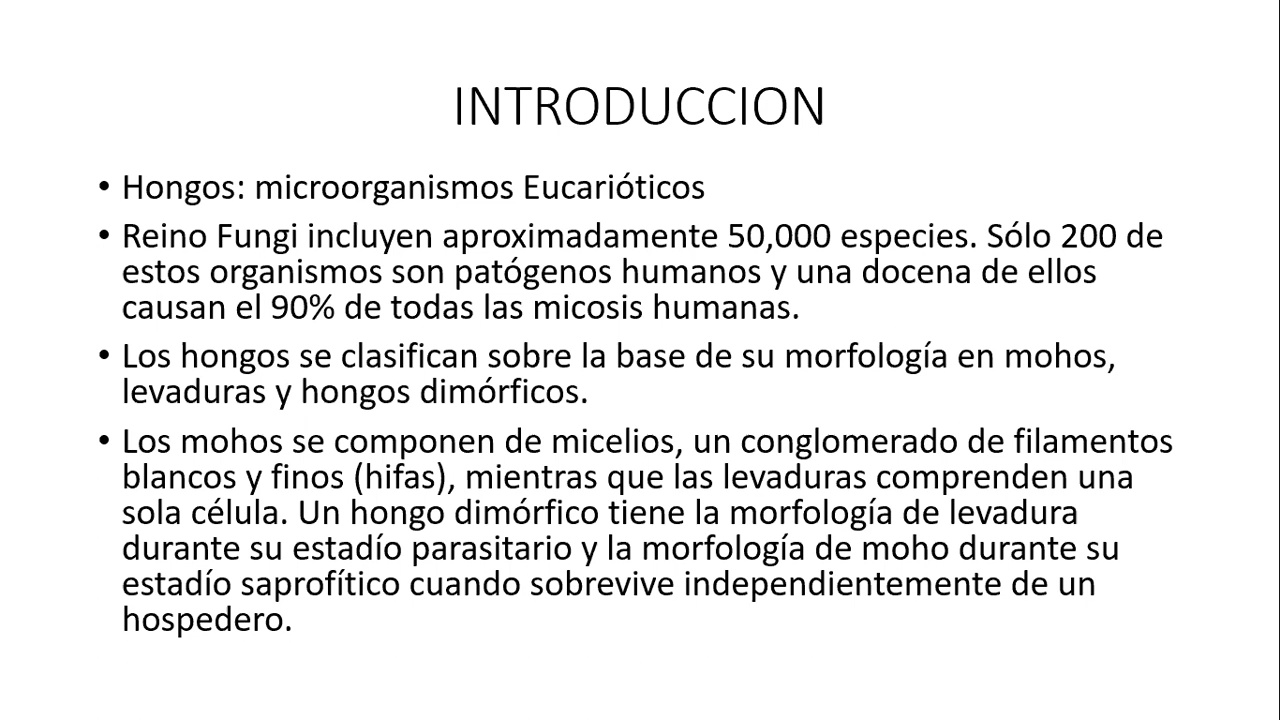 INTRODUCCION
• Hongos: microorganismos Eucarióticos
• Reino Fungi incluyen aproximadamente 50,000 especies. Sólo 200 de
estos organismos son patógenos humanos y una docena de ellos
causan el 90% de todas las micosis humanas.
• Los hongos se clasifican sobre la base de su morfología en mohos,
levaduras y hongos dimórficos.
• Los mohos se componen de micelios, un conglomerado de filamentos
blancos y finos (hifas), mientras que las levaduras comprenden una
sola célula. Un hongo dimórfico tiene la morfología de levadura
durante su estadío parasitario y la morfología de moho durante su
estadío saprofítico cuando sobrevive independientemente de un
hospedero.